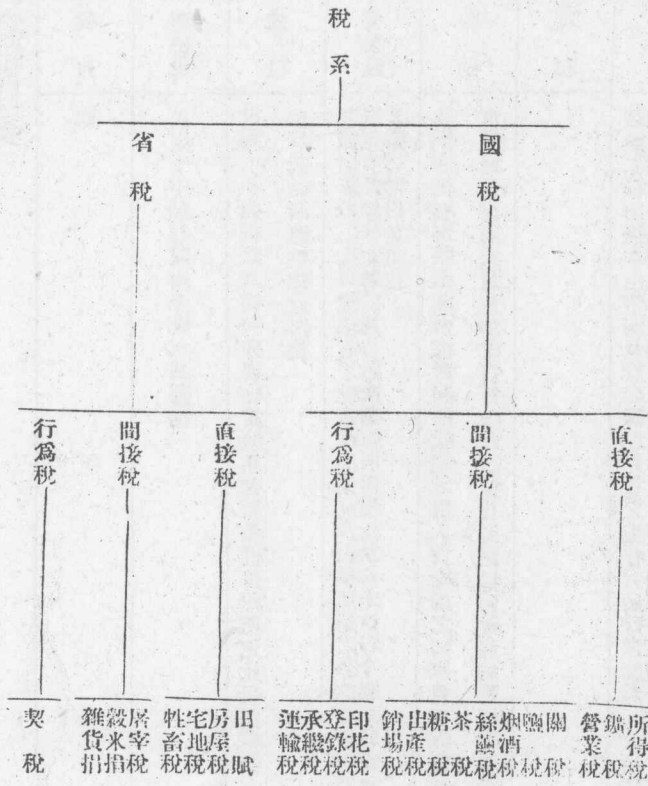 稅系
國稅
省稅
直接稅
間接稅
行爲稅
直接稅
間接稅
行爲稅
所得稅
鑛稅
營業稅
關稅
鹽稅
烟酒稅
絲繭稅
茶稅
糖稅
出產稅
銷場稅
印花稅
登錄稅
承繼稅
運輸稅
田賦
房屋稅
宅地稅
牲畜稅
屠宰稅
穀米捐
雜貨捐
契稅